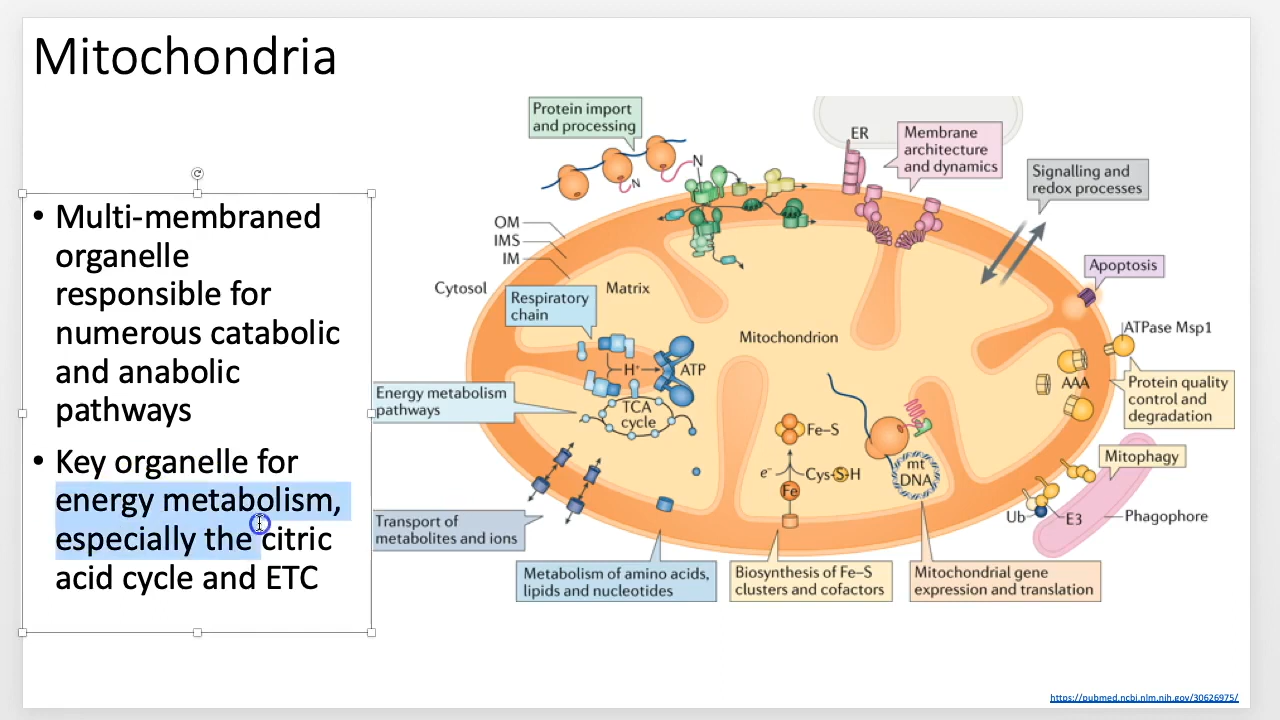 Mitochondria
• Multi-membraned
organelle
responsible for
numerous catabolic
and anabolic
pathways
• Key organelle for
energy metabolism,
especially the citric
acid cycle and ETC
Protein import
and processing
N
N
ER
Membrane
architecture
and dynamics
Signalling and
redox processes
OM
IMS
IM
Cytosol
Matrix
Apoptosis
Respiratory
chain
Mitochondrion
ATPase Msp1
H⁺
ATP
AAA
Protein quality
control and
degradation
Energy metabolism
pathways
TCA
cycle
Fe–S
e⁻
Cys-S-H
Fe
mt
DNA
Mitophagy
Ub
E3
Phagophore
Transport of
metabolites and ions
Metabolism of amino acids,
lipids and nucleotides
Biosynthesis of Fe–S
clusters and cofactors
Mitochondrial gene
expression and translation
https://pubmed.ncbi.nlm.nih.gov/30626975/